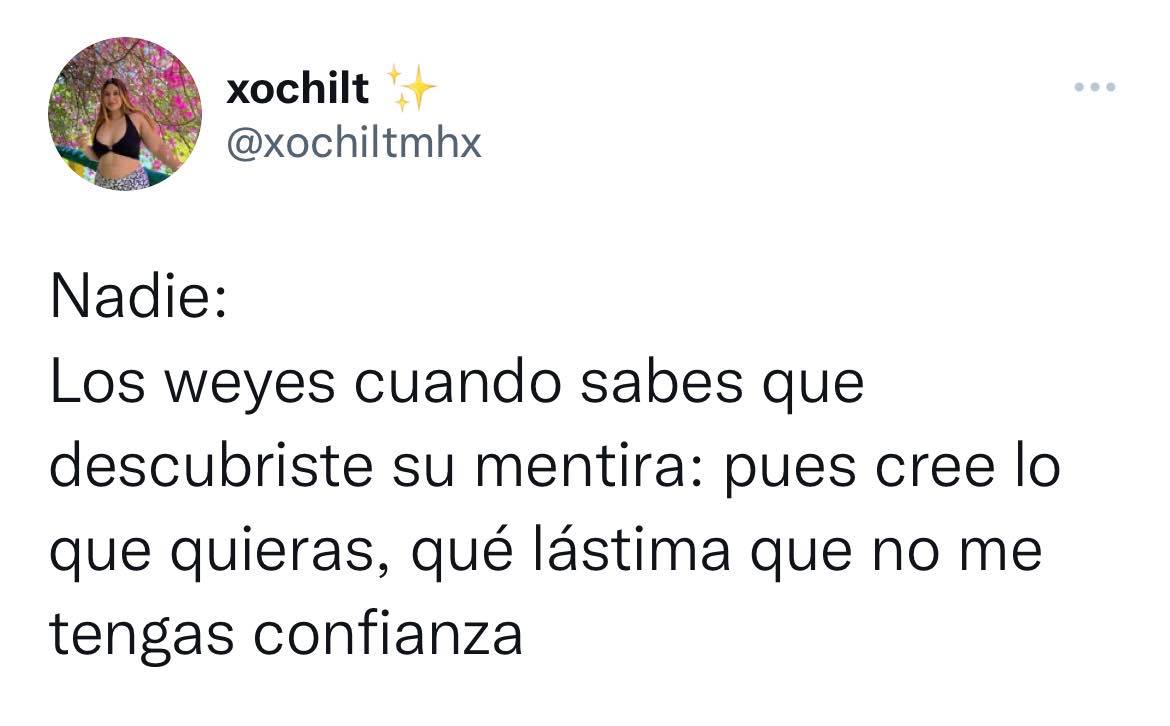 xochilt ✨
@xochiltmhx
Nadie:
Los weyes cuando sabes que
descubriste su mentira: pues cree lo
que quieras, qué lástima que no me
tengas confianza